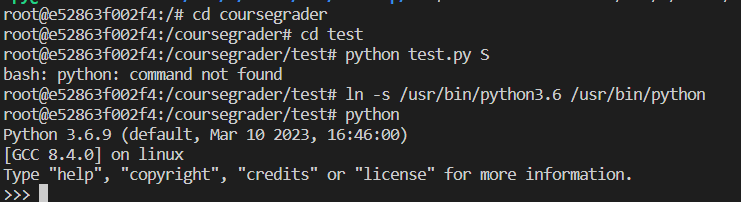 root@e52863f002f4:/# cd coursegrader
root@e52863f002f4:/coursegrader# cd test
root@e52863f002f4:/coursegrader/test# python test.py S
bash: python: command not found
root@e52863f002f4:/coursegrader/test# ln -s /usr/bin/python3.6 /usr/bin/python
root@e52863f002f4:/coursegrader/test# python
Python 3.6.9 (default, Mar 10 2023, 16:46:00)
[GCC 8.4.0] on linux
Type "help", "copyright", "credits" or "license" for more information.
>>>